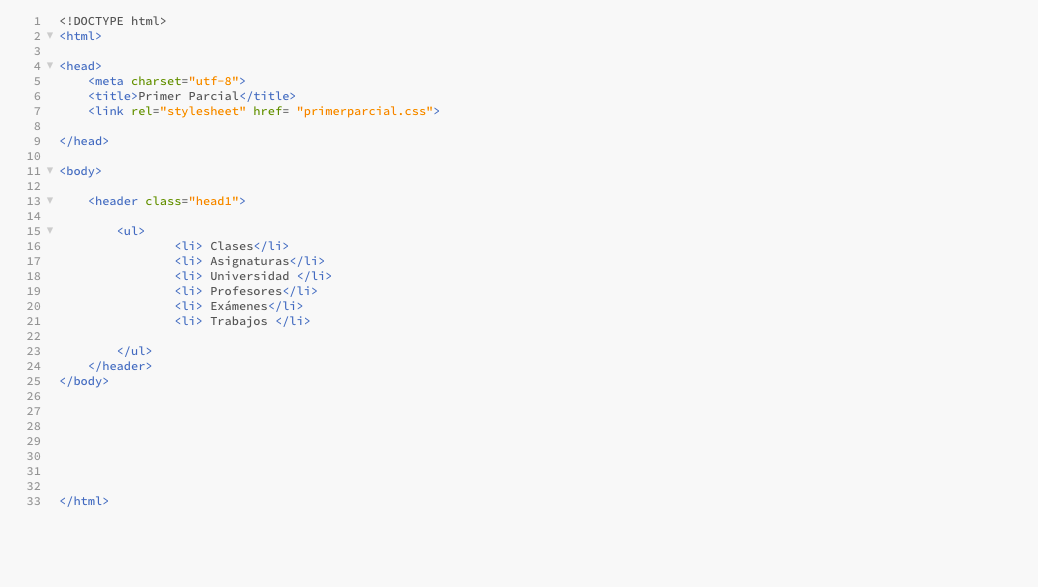 1 <!DOCTYPE html>
2 <html>
3
4 <head>
5 <meta charset="utf-8">
6 <title>Primer Parcial</title>
7 <link rel="stylesheet" href= "primerparcial.css">
8
9 </head>
10
11 <body>
12
13 <header class="head1">
14
15 <ul>
16 <li> Clases</li>
17 <li> Asignaturas</li>
18 <li> Universidad </li>
19 <li> Profesores</li>
20 <li> Exámenes</li>
21 <li> Trabajos </li>
22
23 </ul>
24 </header>
25 </body>
26
27
28
29
30
31
32
33 </html>